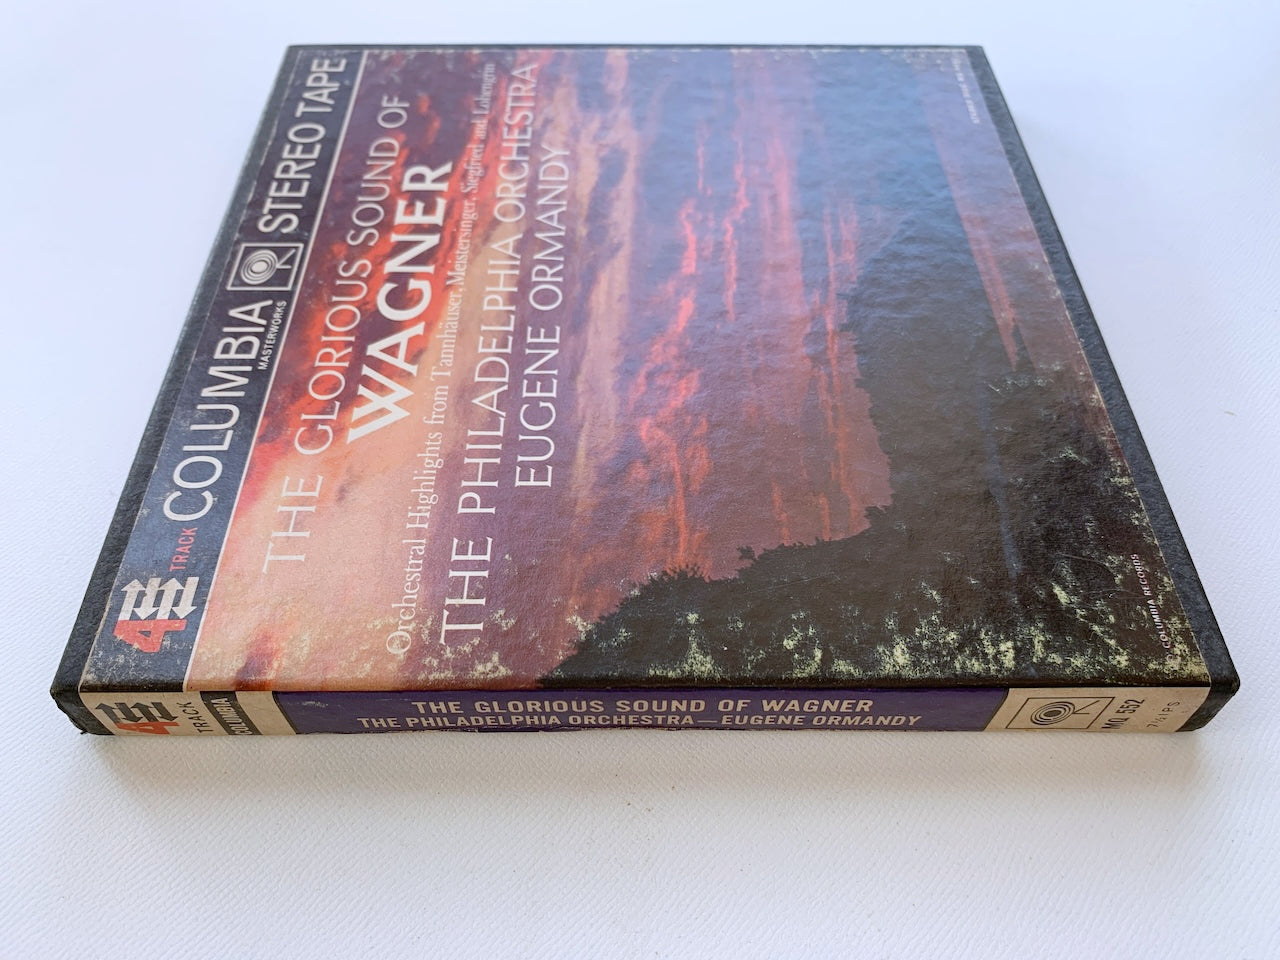 4 TRACK COLUMBIA STEREO TAPE
MASTERWORKS
THE GLORIOUS SOUND OF
WAGNER
Orchestral Highlights from Tannhäuser, Meistersinger, Siegfried and Lohengrin
THE PHILADELPHIA ORCHESTRA
EUGENE ORMANDY
COLUMBIA RECORDS
4 TRACK
COLUMBIA
THE GLORIOUS SOUND OF WAGNER
THE PHILADELPHIA ORCHESTRA—EUGENE ORMANDY
MQ 552
7½ IPS